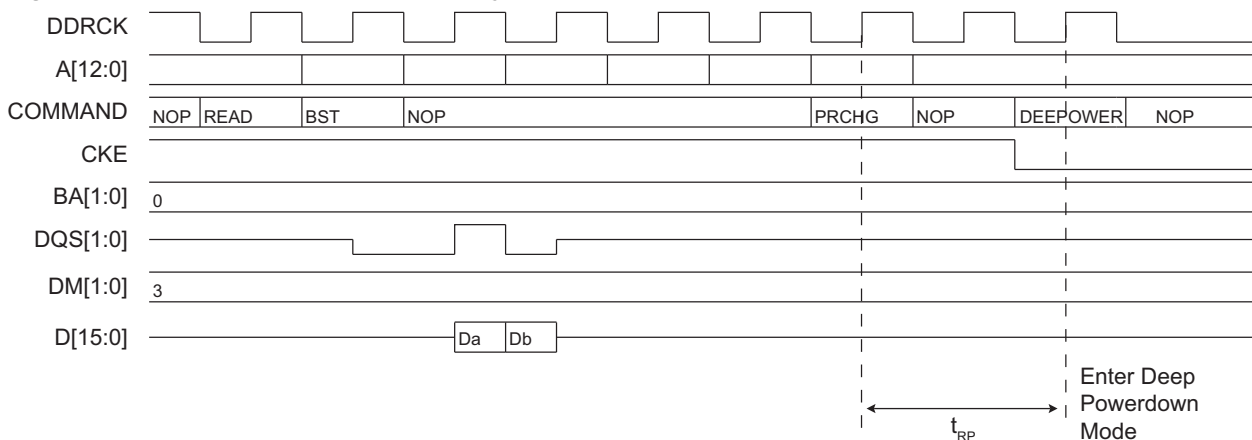 DDRCK
A[12:0]
COMMAND NOP READ BST NOP PRCHG NOP DEEPOWER NOP
CKE
BA[1:0] 0
DQS[1:0]
DM[1:0] 3
D[15:0] Da Db
tRP
Enter Deep
Powerdown
Mode